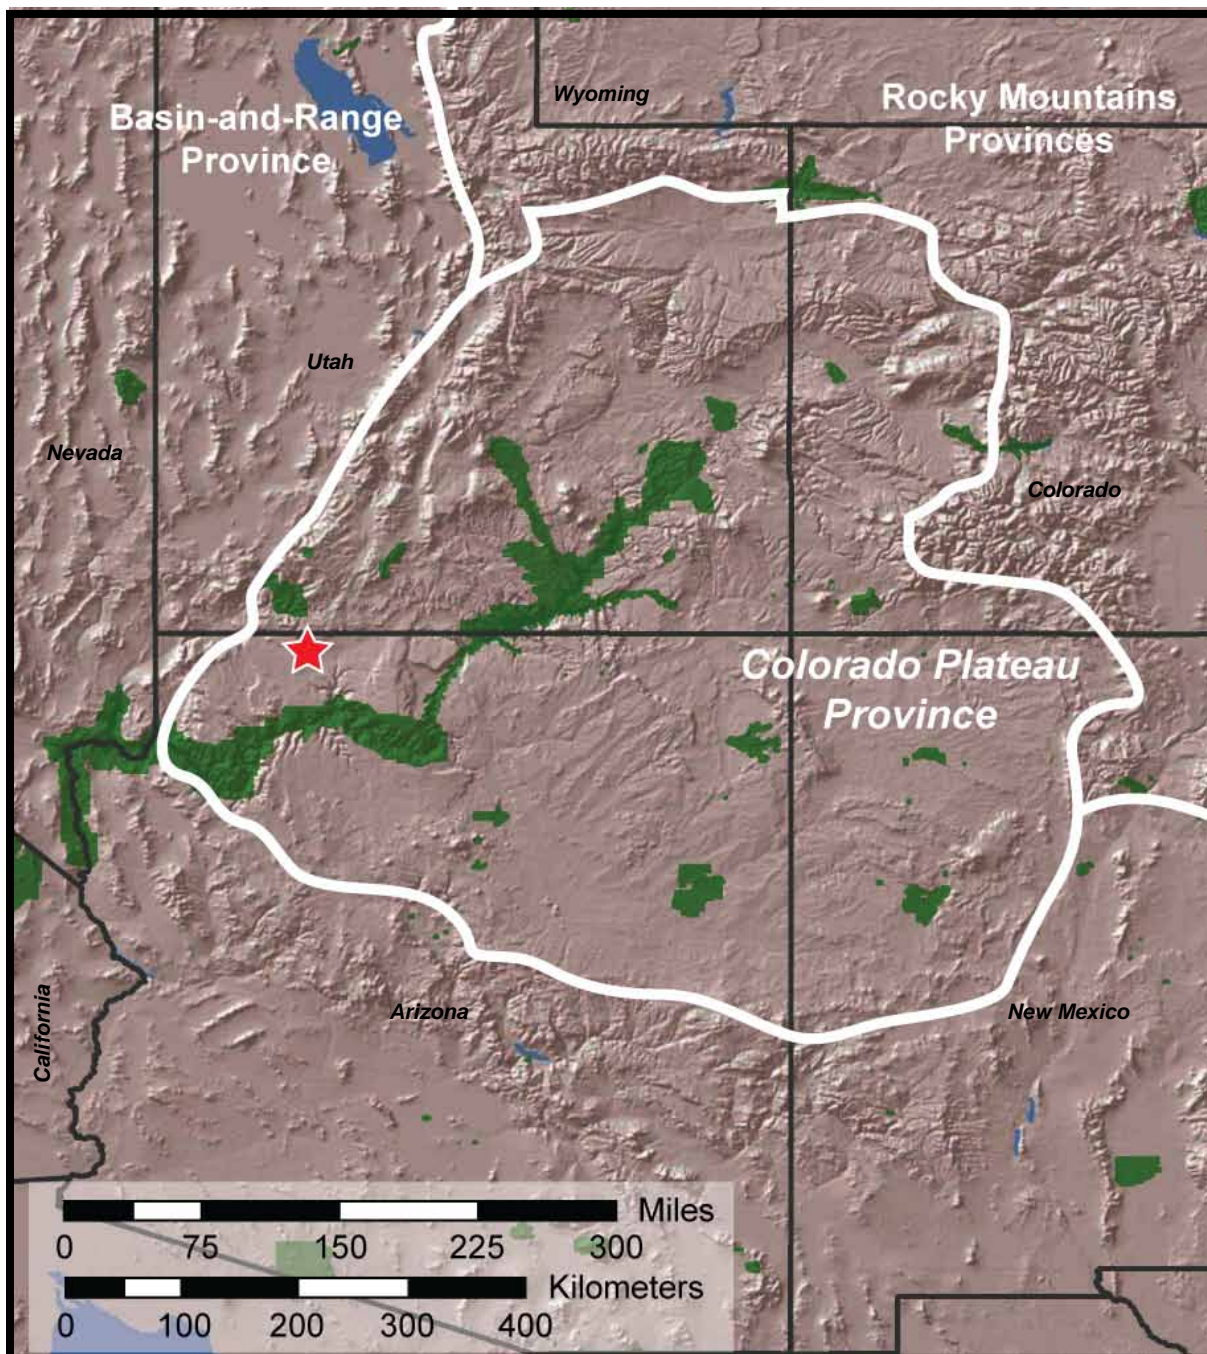 Wyoming
Rocky Mountains
Provinces
Basin-and-Range
Province
Utah
Nevada
Colorado
Colorado Plateau
Province
Arizona
New Mexico
California
Miles
0 75 150 225 300
Kilometers
0 100 200 300 400